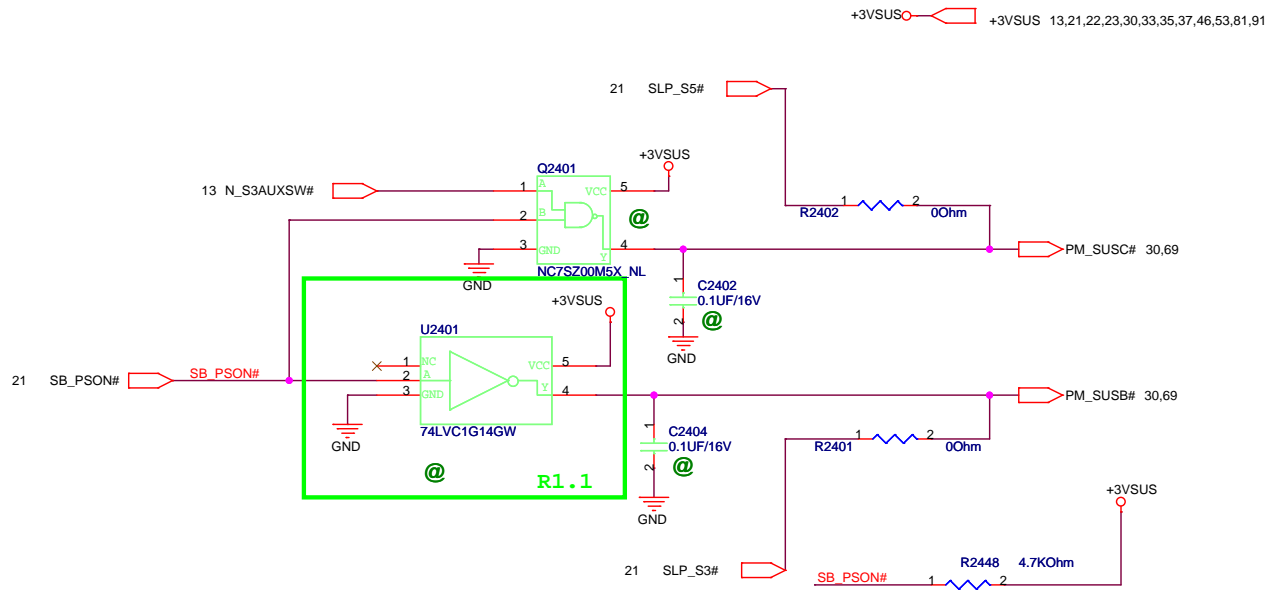 +3VSUS
+3VSUS 13,21,22,23,30,33,35,37,46,53,81,91
21 SLP_S5#
+3VSUS
Q2401
13 N_S3AUXSW#
1 A VCC 5
2 B
@
3 GND Y 4
GND
NC7SZ00M5X_NL
1 2
R2402 0Ohm
PM_SUSC# 30,69
1
C2402
0.1UF/16V
2
@
GND
+3VSUS
U2401
1 NC VCC 5
21 SB_PSON# SB_PSON#
2 A Y 4
3 GND
GND
74LVC1G14GW
@
R1.1
PM_SUSB# 30,69
1
C2404
0.1UF/16V
2
@
GND
1 2
R2401 0Ohm
21 SLP_S3#
+3VSUS
R2448 4.7KOhm
SB_PSON# 1 2